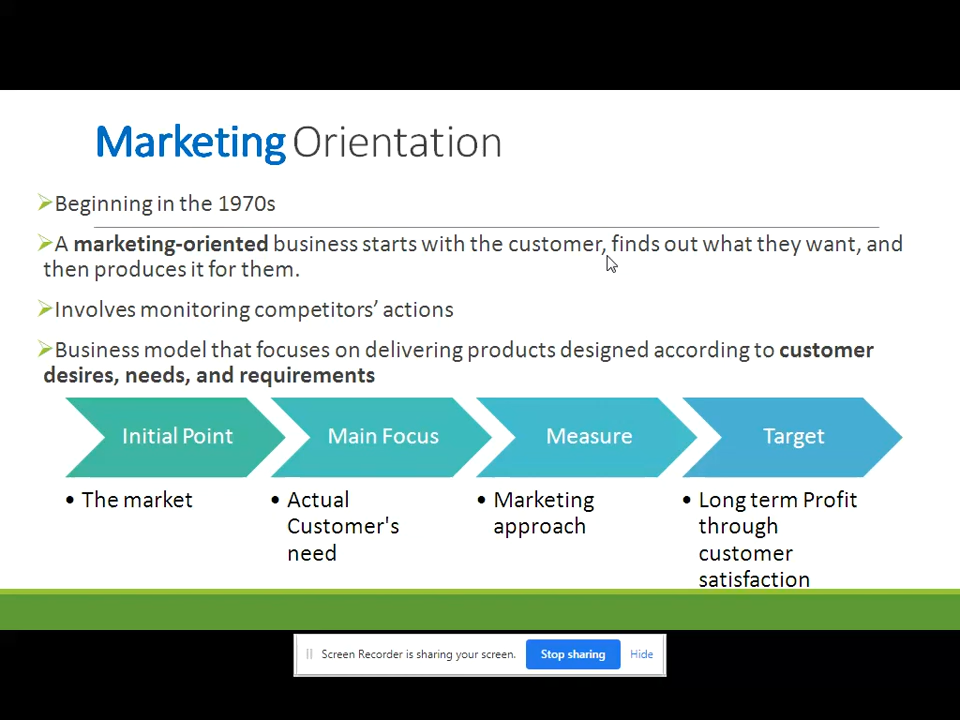 Marketing Orientation
Beginning in the 1970s
A marketing-oriented business starts with the customer, finds out what they want, and
then produces it for them.
Involves monitoring competitors’ actions
Business model that focuses on delivering products designed according to customer
desires, needs, and requirements
Initial Point
Main Focus
Measure
Target
• The market
• Actual
Customer's
need
• Marketing
approach
• Long term Profit
through
customer
satisfaction
Screen Recorder is sharing your screen.
Stop sharing
Hide